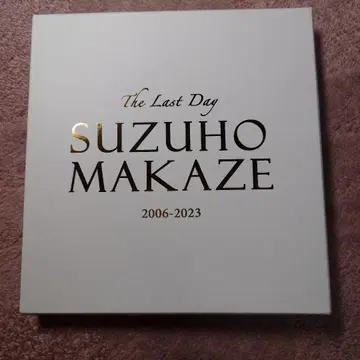 The Last Day
SUZUHO
MAKAZE
2006-2023